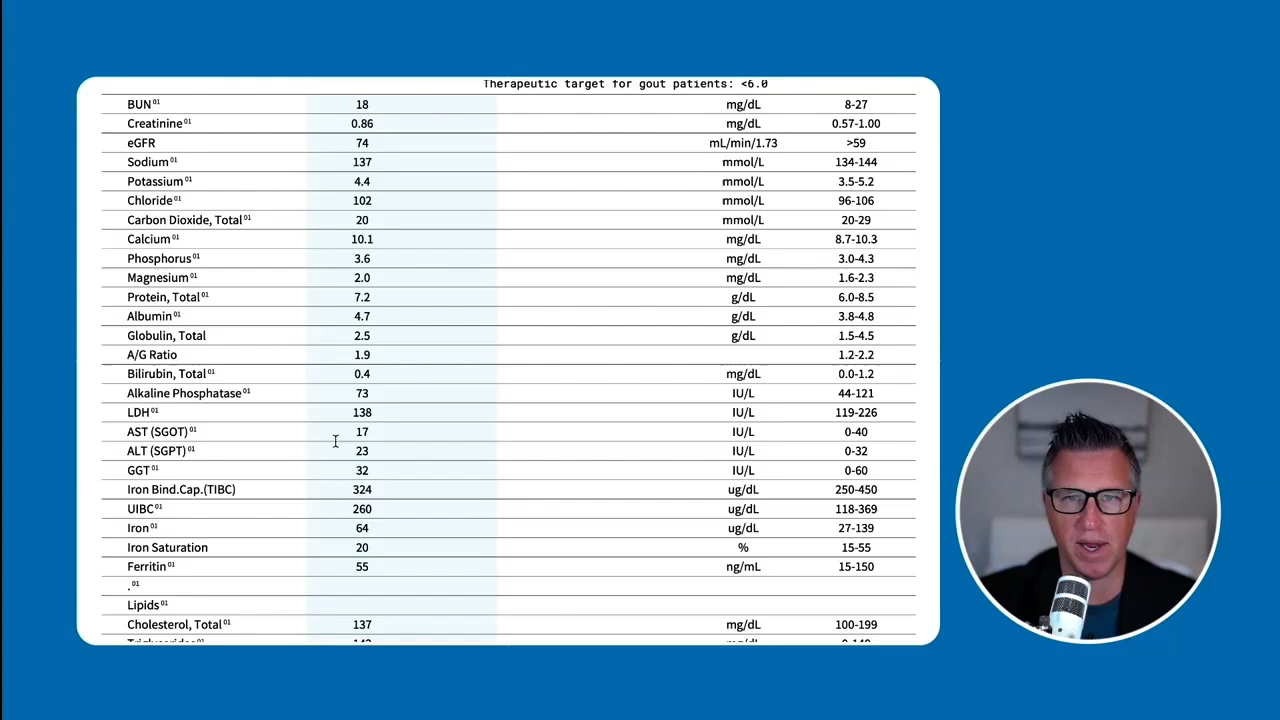 Therapeutic target for gout patients: <6.0
BUN 01 18 mg/dL 8-27
Creatinine 01 0.86 mg/dL 0.57-1.00
eGFR 74 mL/min/1.73 >59
Sodium 01 137 mmol/L 134-144
Potassium 01 4.4 mmol/L 3.5-5.2
Chloride 01 102 mmol/L 96-106
Carbon Dioxide, Total 01 20 mmol/L 20-29
Calcium 01 10.1 mg/dL 8.7-10.3
Phosphorus 01 3.6 mg/dL 3.0-4.3
Magnesium 01 2.0 mg/dL 1.6-2.3
Protein, Total 01 7.2 g/dL 6.0-8.5
Albumin 01 4.7 g/dL 3.8-4.8
Globulin, Total 2.5 g/dL 1.5-4.5
A/G Ratio 1.9 1.2-2.2
Bilirubin, Total 01 0.4 mg/dL 0.0-1.2
Alkaline Phosphatase 01 73 IU/L 44-121
LDH 01 138 IU/L 119-226
AST (SGOT) 01 17 IU/L 0-40
ALT (SGPT) 01 23 IU/L 0-32
GGT 01 32 IU/L 0-60
Iron Bind.Cap.(TIBC) 324 ug/dL 250-450
UIBC 01 260 ug/dL 118-369
Iron 01 64 ug/dL 27-139
Iron Saturation 20 % 15-55
Ferritin 01 55 ng/mL 15-150
. 01
Lipids 01
Cholesterol, Total 01 137 mg/dL 100-199